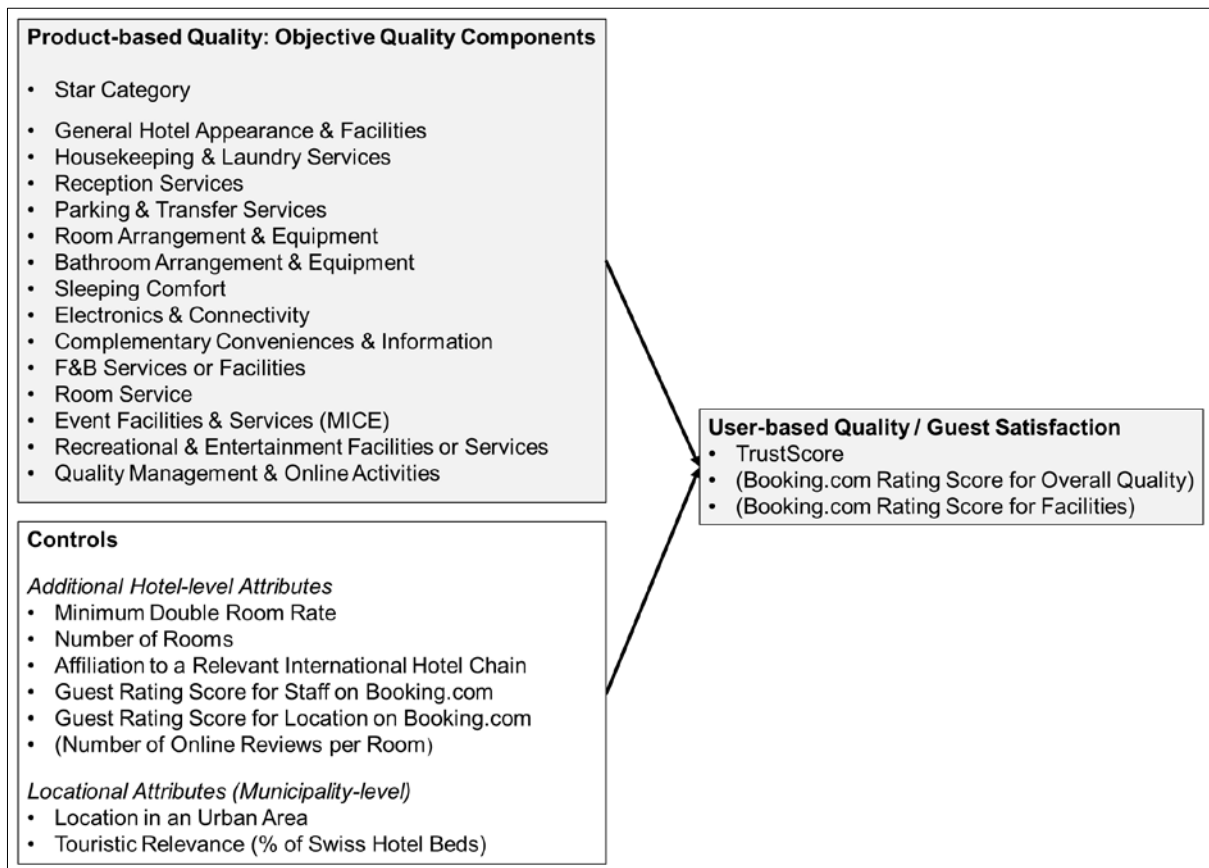 Product-based Quality: Objective Quality Components
• Star Category
• General Hotel Appearance & Facilities
• Housekeeping & Laundry Services
• Reception Services
• Parking & Transfer Services
• Room Arrangement & Equipment
• Bathroom Arrangement & Equipment
• Sleeping Comfort
• Electronics & Connectivity
• Complementary Conveniences & Information
• F&B Services or Facilities
• Room Service
• Event Facilities & Services (MICE)
• Recreational & Entertainment Facilities or Services
• Quality Management & Online Activities
Controls
Additional Hotel-level Attributes
• Minimum Double Room Rate
• Number of Rooms
• Affiliation to a Relevant International Hotel Chain
• Guest Rating Score for Staff on Booking.com
• Guest Rating Score for Location on Booking.com
• (Number of Online Reviews per Room)
Locational Attributes (Municipality-level)
• Location in an Urban Area
• Touristic Relevance (% of Swiss Hotel Beds)
User-based Quality / Guest Satisfaction
• TrustScore
• (Booking.com Rating Score for Overall Quality)
• (Booking.com Rating Score for Facilities)